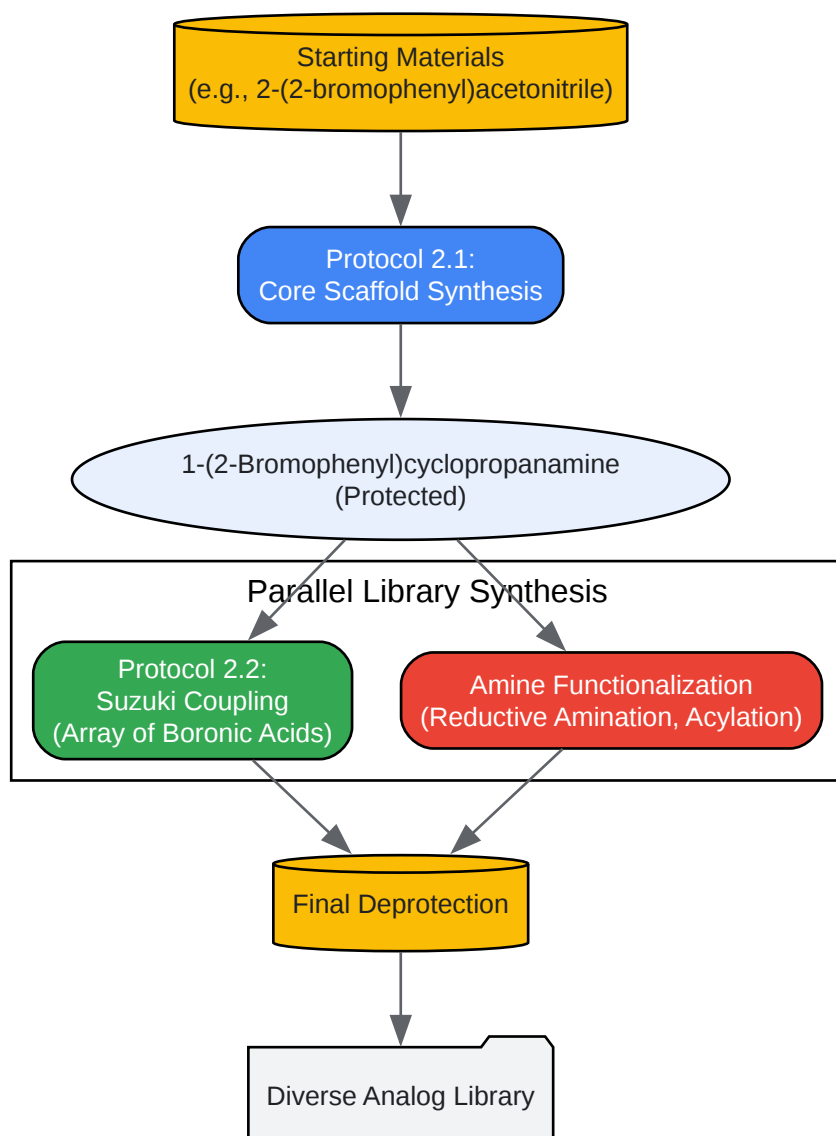 Starting Materials
(e.g., 2-(2-bromophenyl)acetonitrile)
Protocol 2.1:
Core Scaffold Synthesis
1-(2-Bromophenyl)cyclopropanamine
(Protected)
Parallel Library Synthesis
Protocol 2.2:
Suzuki Coupling
(Array of Boronic Acids)
Amine Functionalization
(Reductive Amination, Acylation)
Final Deprotection
Diverse Analog Library